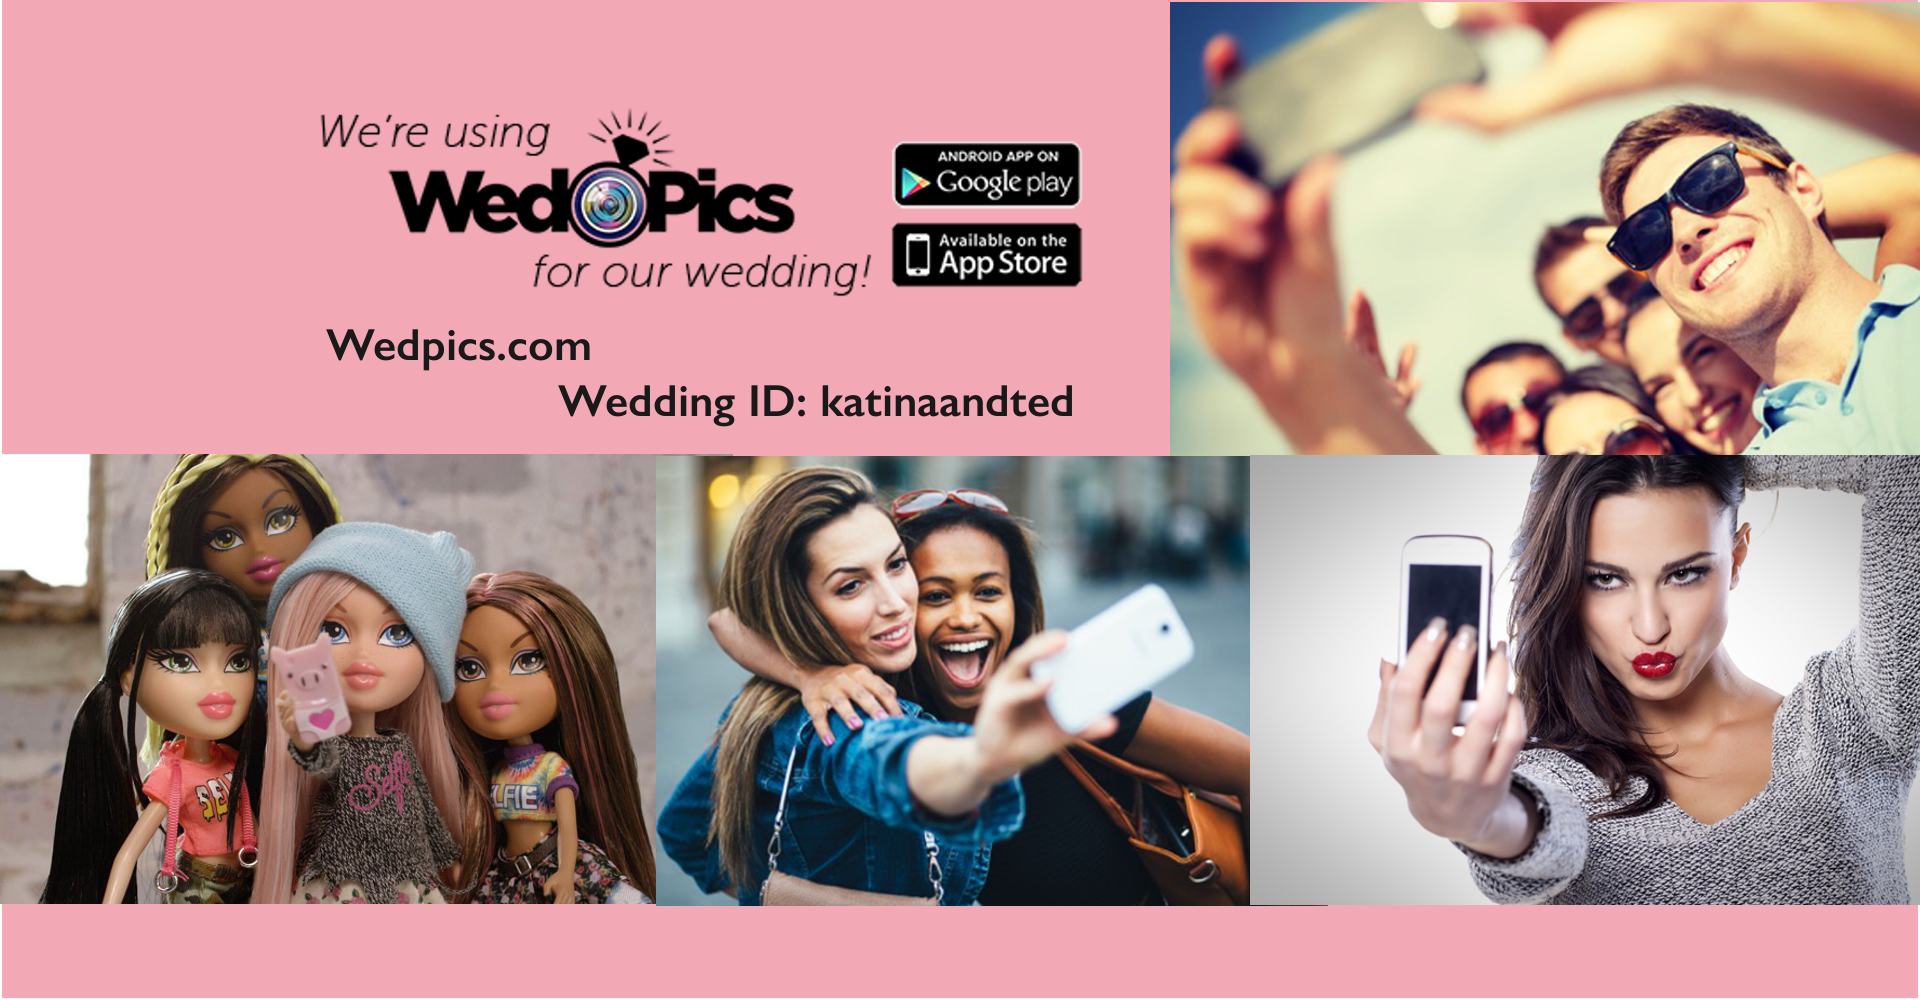 We're using
WedPics
for our wedding!
ANDROID APP ON
Google play
Available on the
App Store
Wedpics.com
Wedding ID: katinaandted
Selfie
LFIE